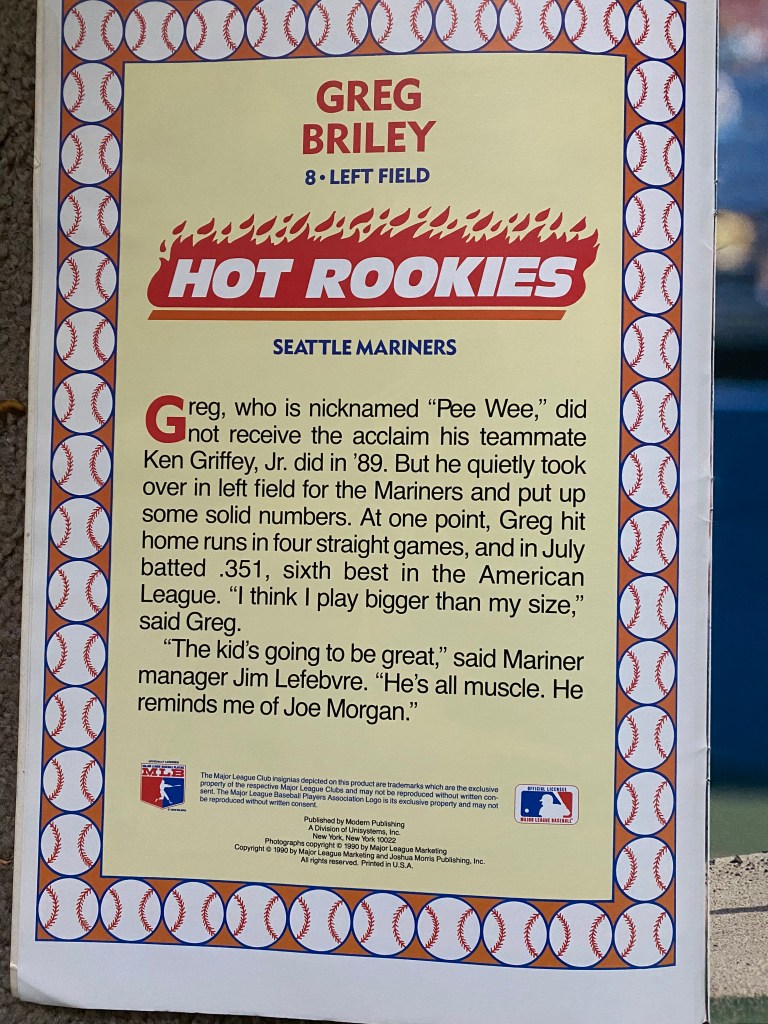 GREG
BRILEY
8 • LEFT FIELD
HOT ROOKIES
SEATTLE MARINERS
Greg, who is nicknamed “Pee Wee,” did
not receive the acclaim his teammate
Ken Griffey, Jr. did in ’89. But he quietly took
over in left field for the Mariners and put up
some solid numbers. At one point, Greg hit
home runs in four straight games, and in July
batted .351, sixth best in the American
League. “I think I play bigger than my size,”
said Greg.
“The kid’s going to be great,” said Mariner
manager Jim Lefebvre. “He’s all muscle. He
reminds me of Joe Morgan.”
MLB
The Major League Club insignias depicted on this product are trademarks which are the exclusive
property of the respective Major League Clubs and may not be reproduced without written con-
sent. The Major League Baseball Players Association Logo is its exclusive property and may not
be reproduced without written consent.
OFFICIAL LICENSEE
MAJOR LEAGUE BASEBALL
Published by Modern Publishing
A Division of Unisystems, Inc.
New York, New York 10022
Photographs copyright © 1990 by Major League Marketing
Copyright © 1990 by Major League Marketing and Joshua Morris Publishing, Inc.
All rights reserved. Printed in U.S.A.